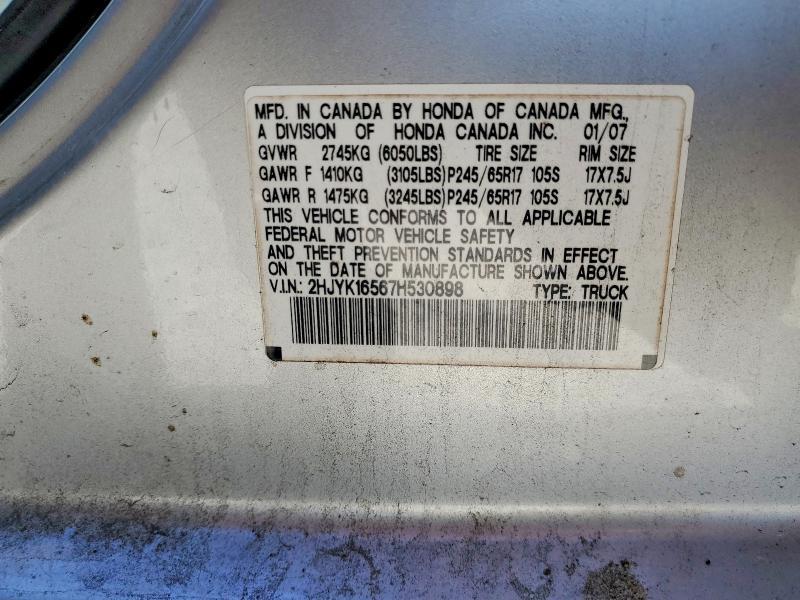 MFD. IN CANADA BY HONDA OF CANADA MFG.,
A DIVISION OF HONDA CANADA INC. 01/07
GVWR 2745KG (6050LBS) TIRE SIZE RIM SIZE
GAWR F 1410KG (3105LBS)P245/65R17 105S 17X7.5J
GAWR R 1475KG (3245LBS)P245/65R17 105S 17X7.5J
THIS VEHICLE CONFORMS TO ALL APPLICABLE
FEDERAL MOTOR VEHICLE SAFETY
AND THEFT PREVENTION STANDARDS IN EFFECT
ON THE DATE OF MANUFACTURE SHOWN ABOVE.
V.I.N.: 2HJYK16567H530898 TYPE: TRUCK